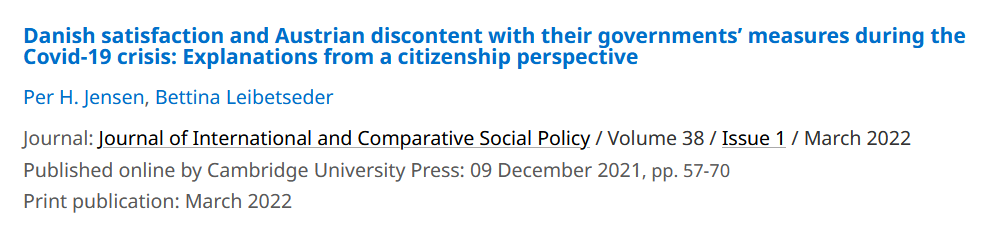 Danish satisfaction and Austrian discontent with their governments’ measures during the
Covid-19 crisis: Explanations from a citizenship perspective
Per H. Jensen, Bettina Leibetseder
Journal: Journal of International and Comparative Social Policy / Volume 38 / Issue 1 / March 2022
Published online by Cambridge University Press: 09 December 2021, pp. 57-70
Print publication: March 2022